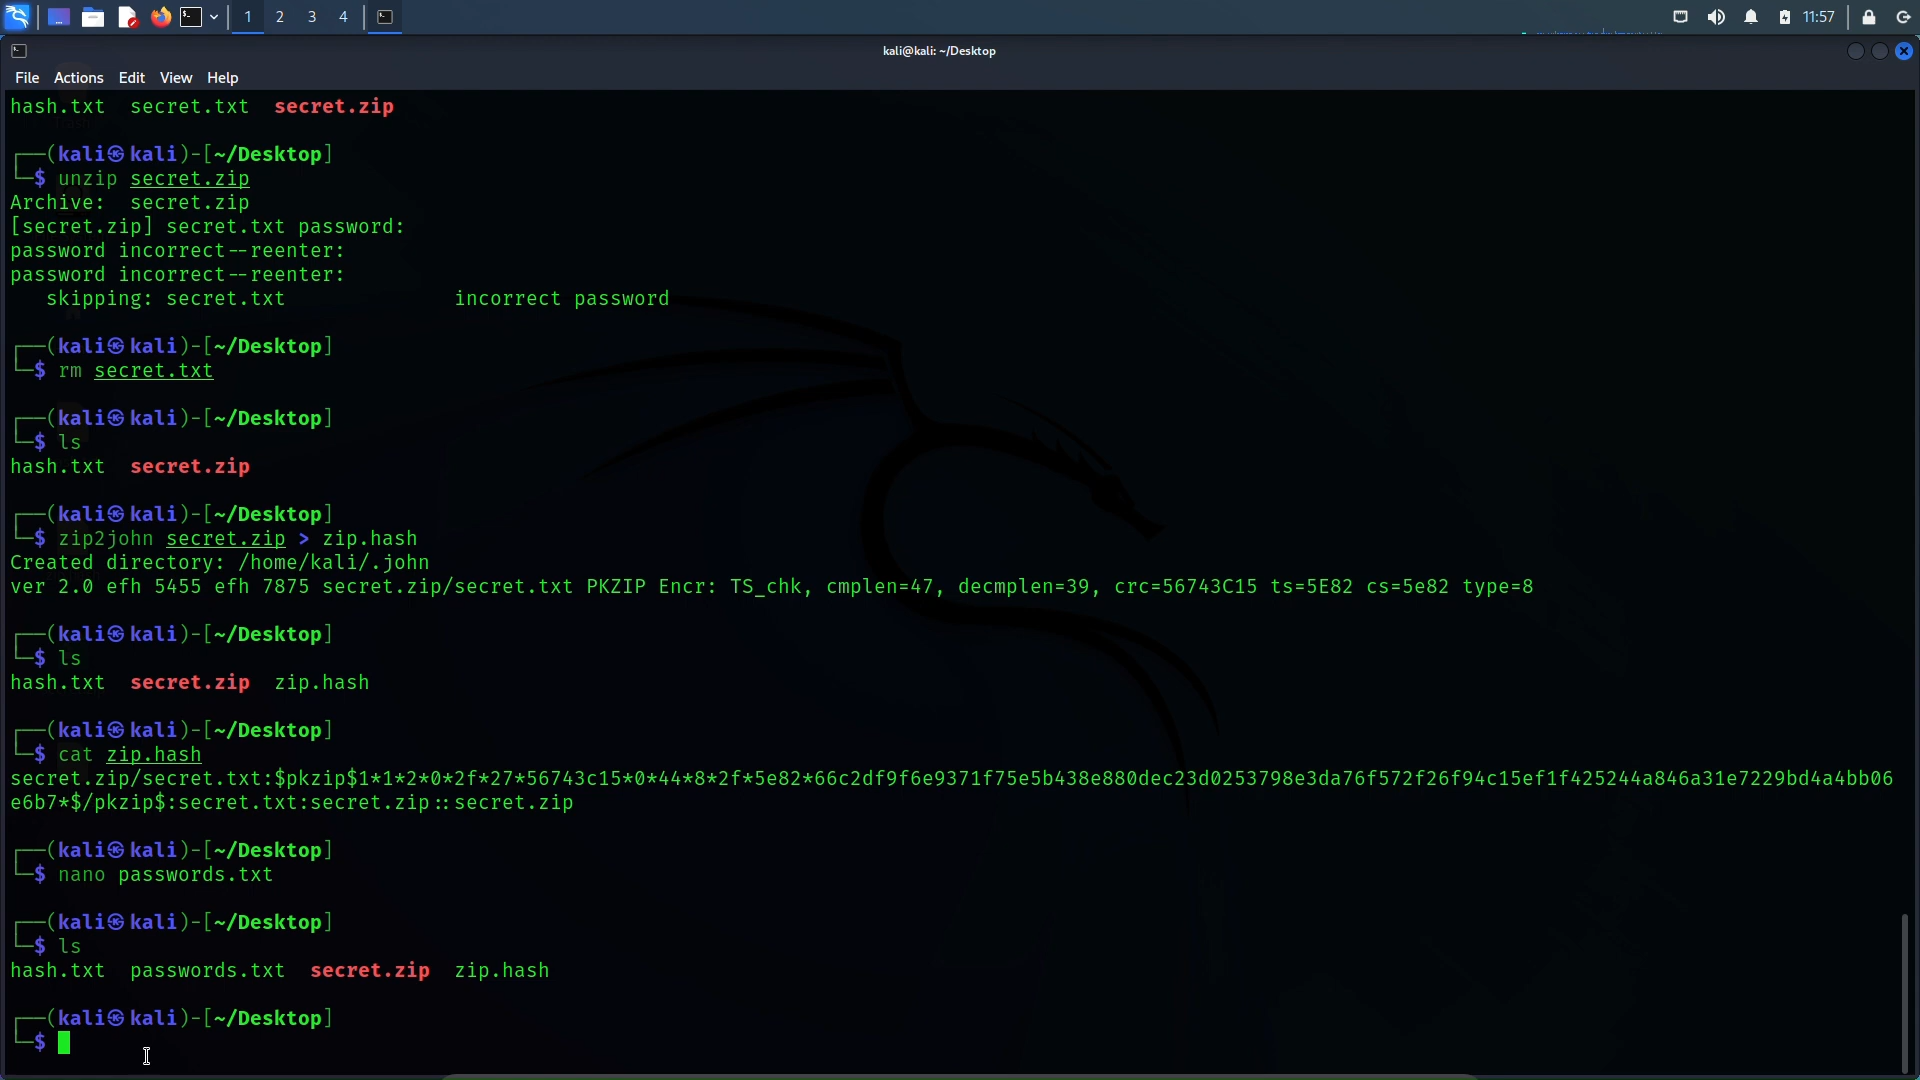 1 2 3 4 11:57
kali@kali: ~/Desktop
File Actions Edit View Help
hash.txt secret.txt secret.zip
┌──(kali㉿kali)-[~/Desktop]
└─$ unzip secret.zip
Archive:  secret.zip
[secret.zip] secret.txt password:
password incorrect--reenter:
password incorrect--reenter:
   skipping: secret.txt              incorrect password
┌──(kali㉿kali)-[~/Desktop]
└─$ rm secret.txt
┌──(kali㉿kali)-[~/Desktop]
└─$ ls
hash.txt  secret.zip
┌──(kali㉿kali)-[~/Desktop]
└─$ zip2john secret.zip > zip.hash
Created directory: /home/kali/.john
ver 2.0 efh 5455 efh 7875 secret.zip/secret.txt PKZIP Encr: TS_chk, cmplen=47, decmplen=39, crc=56743C15 ts=5E82 cs=5e82 type=8
┌──(kali㉿kali)-[~/Desktop]
└─$ ls
hash.txt  secret.zip  zip.hash
┌──(kali㉿kali)-[~/Desktop]
└─$ cat zip.hash
secret.zip/secret.txt:$pkzip$1*1*2*0*2f*27*56743c15*0*44*8*2f*5e82*66c2df9f6e9371f75e5b438e880dec23d0253798e3da76f572f26f94c15ef1f425244a846a31e7229bd4a4bb06
e6b7*$/pkzip$:secret.txt:secret.zip::secret.zip
┌──(kali㉿kali)-[~/Desktop]
└─$ nano passwords.txt
┌──(kali㉿kali)-[~/Desktop]
└─$ ls
hash.txt  passwords.txt  secret.zip  zip.hash
┌──(kali㉿kali)-[~/Desktop]
└─$